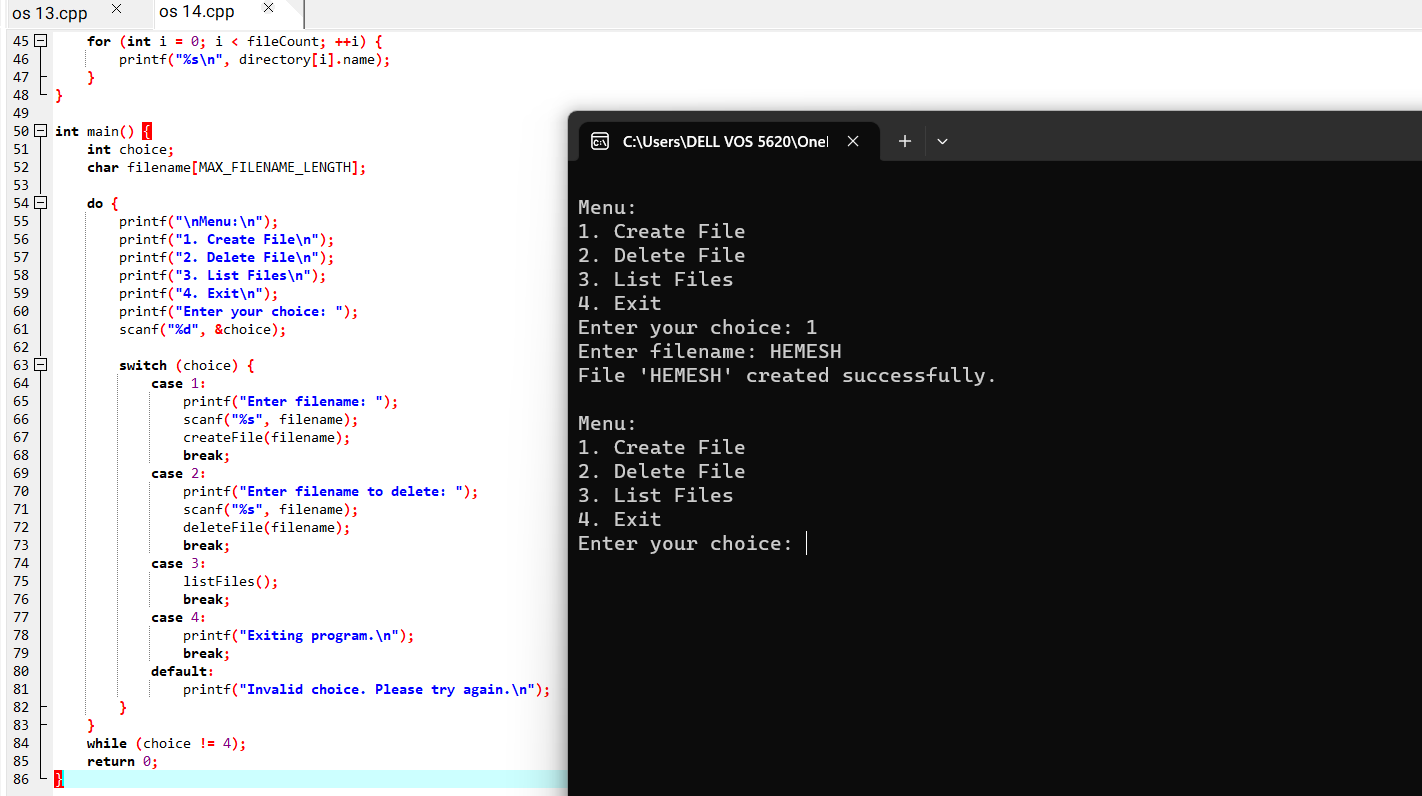 os 13.cpp × os 14.cpp ×
45 for (int i = 0; i < fileCount; ++i) {
46 printf("%s\n", directory[i].name);
47 }
48 }
49
50 int main() {
51 int choice;
52 char filename[MAX_FILENAME_LENGTH];
53
54 do {
55 printf("\nMenu:\n");
56 printf("1. Create File\n");
57 printf("2. Delete File\n");
58 printf("3. List Files\n");
59 printf("4. Exit\n");
60 printf("Enter your choice: ");
61 scanf("%d", &choice);
62
63 switch (choice) {
64 case 1:
65 printf("Enter filename: ");
66 scanf("%s", filename);
67 createFile(filename);
68 break;
69 case 2:
70 printf("Enter filename to delete: ");
71 scanf("%s", filename);
72 deleteFile(filename);
73 break;
74 case 3:
75 listFiles();
76 break;
77 case 4:
78 printf("Exiting program.\n");
79 break;
80 default:
81 printf("Invalid choice. Please try again.\n");
82 }
83 }
84 while (choice != 4);
85 return 0;
86 }
C:\Users\DELL VOS 5620\One
Menu:
1. Create File
2. Delete File
3. List Files
4. Exit
Enter your choice: 1
Enter filename: HEMESH
File 'HEMESH' created successfully.
Menu:
1. Create File
2. Delete File
3. List Files
4. Exit
Enter your choice: